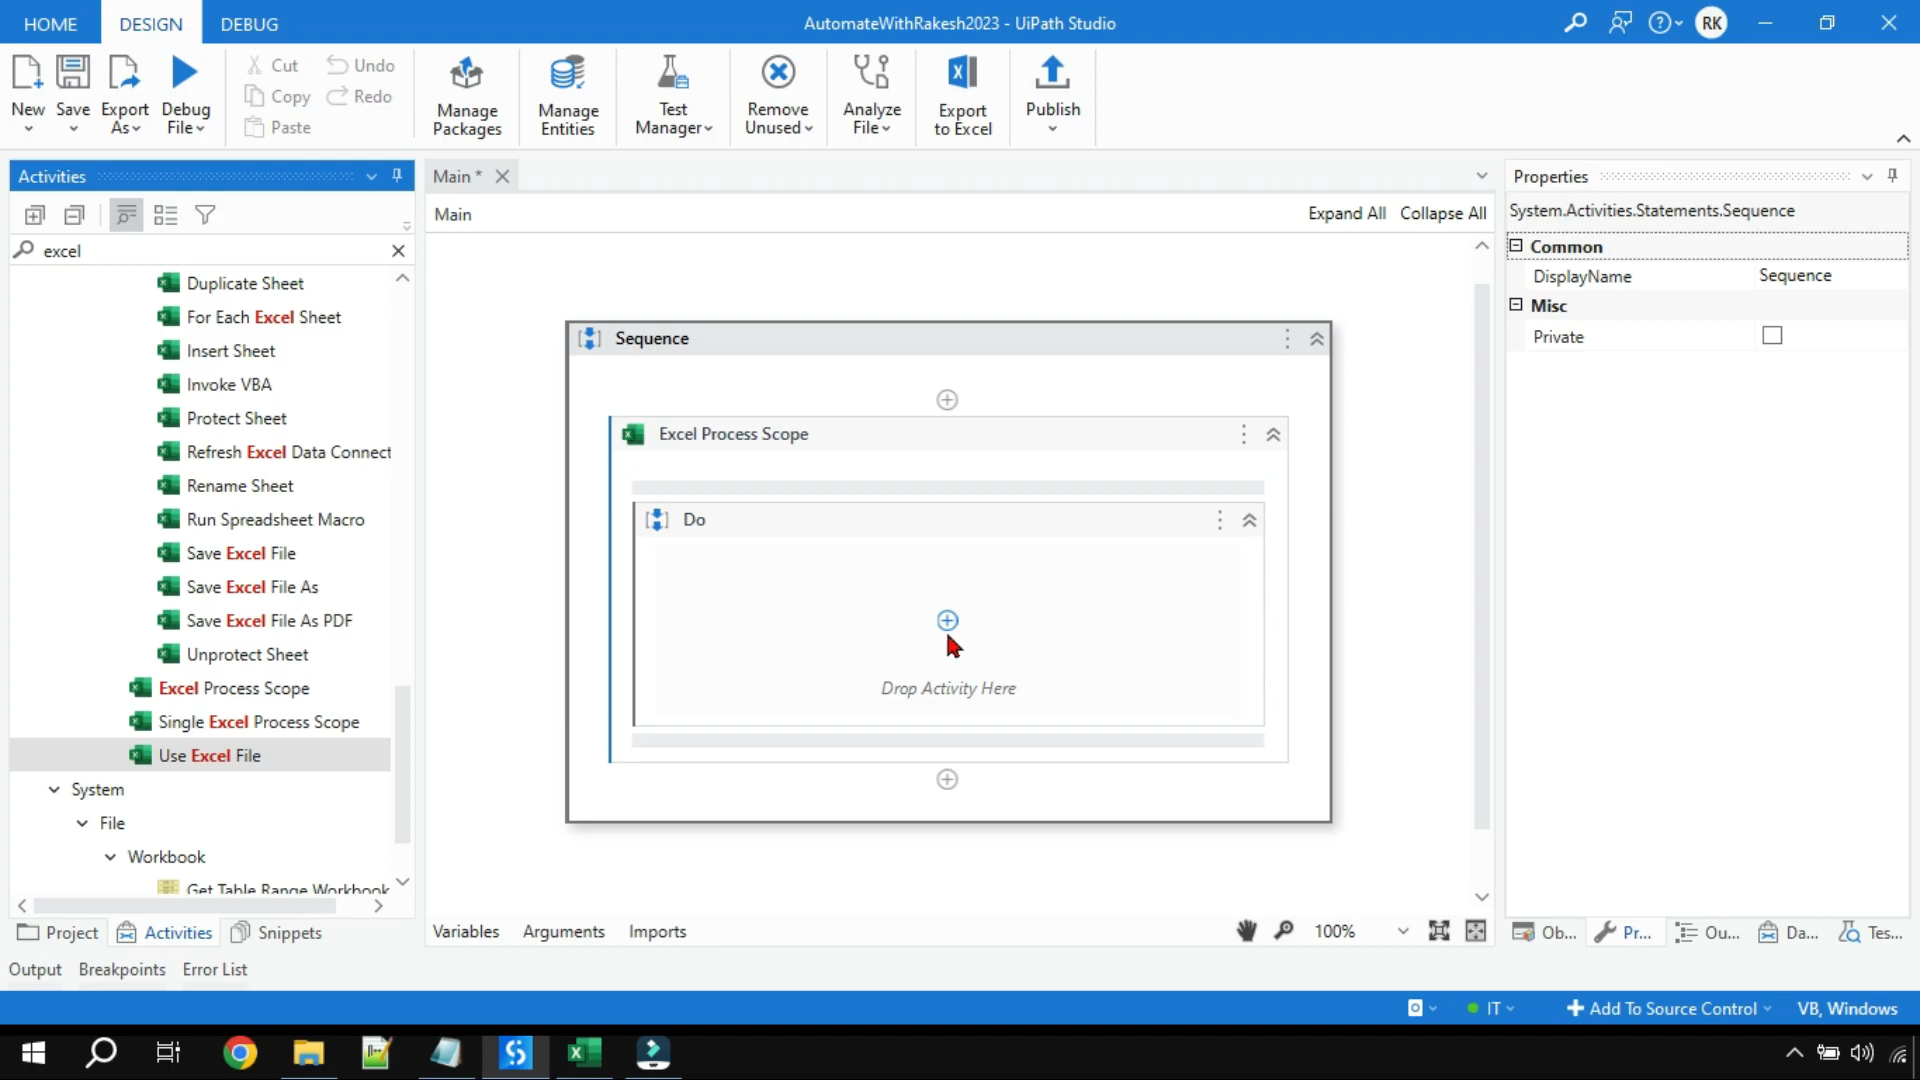 HOME
DESIGN
DEBUG
AutomateWithRakesh2023 - UiPath Studio
RK
New
Save
Export As
Debug File
Cut
Copy
Paste
Undo
Redo
Manage Packages
Manage Entities
Test Manager
Remove Unused
Analyze File
Export to Excel
Publish
Activities
excel
Duplicate Sheet
For Each Excel Sheet
Insert Sheet
Invoke VBA
Protect Sheet
Refresh Excel Data Connect
Rename Sheet
Run Spreadsheet Macro
Save Excel File
Save Excel File As
Save Excel File As PDF
Unprotect Sheet
Excel Process Scope
Single Excel Process Scope
Use Excel File
System
File
Workbook
Get Table Range Workbook
Project
Activities
Snippets
Main *
Main
Expand All
Collapse All
Sequence
Excel Process Scope
Do
Drop Activity Here
Variables
Arguments
Imports
100%
Properties
System.Activities.Statements.Sequence
Common
DisplayName
Sequence
Misc
Private
Ob...
Pr...
Ou...
Da...
Tes...
Output
Breakpoints
Error List
IT
Add To Source Control
VB, Windows